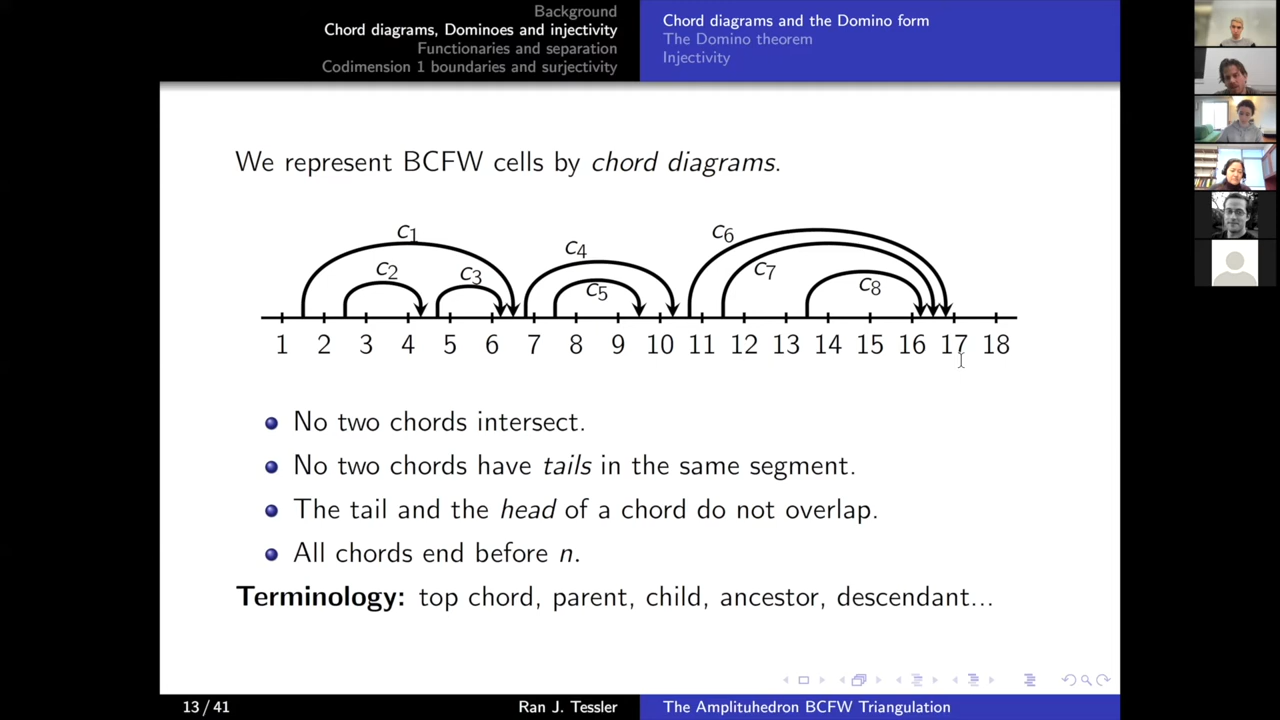 Background
Chord diagrams, Dominoes and injectivity
Functionaries and separation
Codimension 1 boundaries and surjectivity
Chord diagrams and the Domino form
The Domino theorem
Injectivity
We represent BCFW cells by chord diagrams.
c1 c2 c3 c4 c5 c6 c7 c8
1 2 3 4 5 6 7 8 9 10 11 12 13 14 15 16 17 18
No two chords intersect.
No two chords have tails in the same segment.
The tail and the head of a chord do not overlap.
All chords end before n.
Terminology: top chord, parent, child, ancestor, descendant...
13 / 41 Ran J. Tessler The Amplituhedron BCFW Triangulation